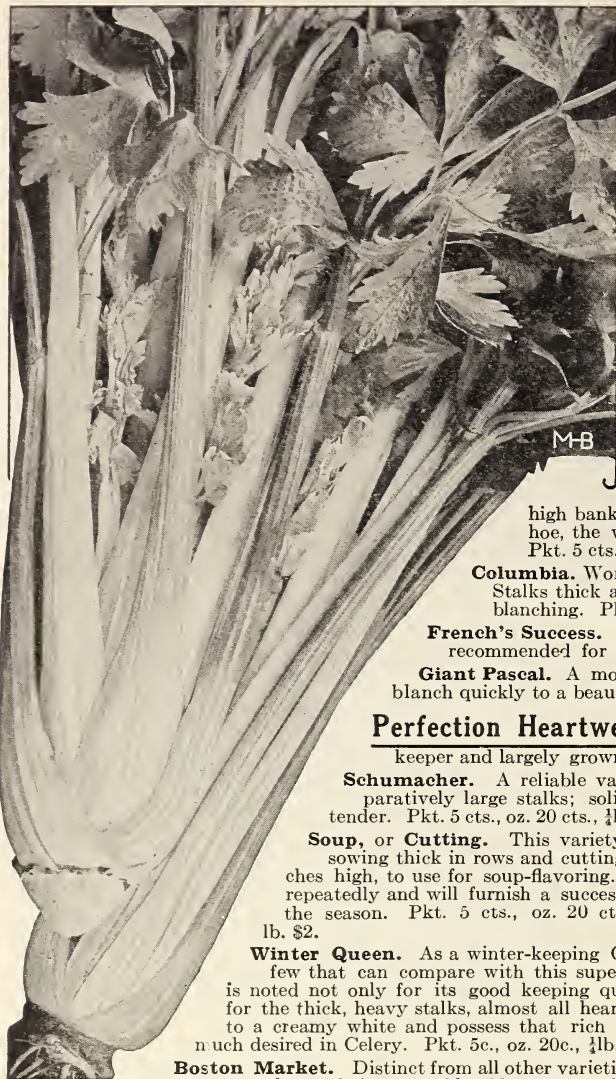 M-B
high bank
hoe, the
Pkt. 5 cts.
Columbia. Wo
Stalks thick a
blanching. P
French's Success.
recommended for
Giant Pascal. A mo
blanch quickly to a beau
Perfection Heartwe
keeper and largely grow
Schumacher. A reliable va
paratively large stalks; soli
tender. Pkt. 5 cts., oz. 20 cts., ¼l
Soup, or Cutting. This variety
sowing thick in rows and cutting
ches high, to use for soup-flavoring.
repeatedly and will furnish a succes
the season. Pkt. 5 cts., oz. 20 ct
lb. $2.
Winter Queen. As a winter-keeping C
few that can compare with this supe
is noted not only for its good keeping qu
for the thick, heavy stalks, almost all hear
to a creamy white and possess that rich
much desired in Celery. Pkt. 5c., oz. 20c., ¼lb.
Boston Market. Distinct from all other varieti